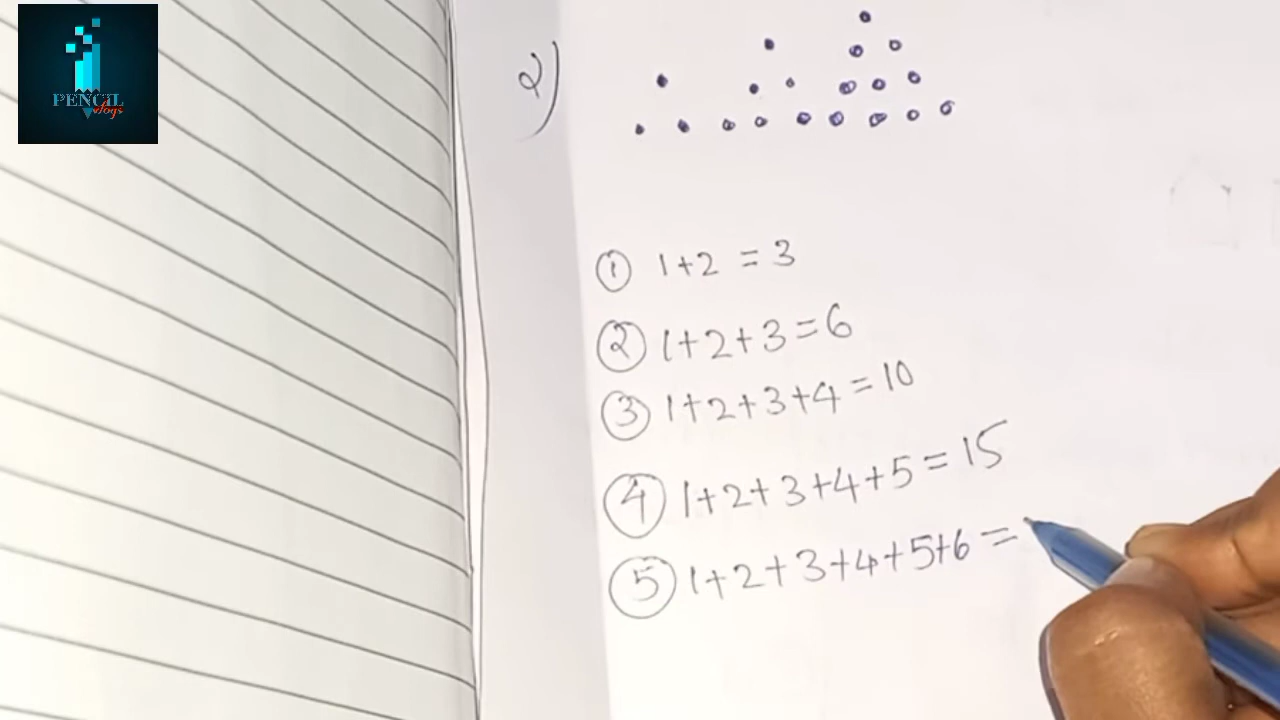 PENCIL
dogs
2)
① 1+2 = 3
② 1+2+3=6
③ 1+2+3+4=10
④ 1+2+3+4+5=15
⑤ 1+2+3+4+5+6=